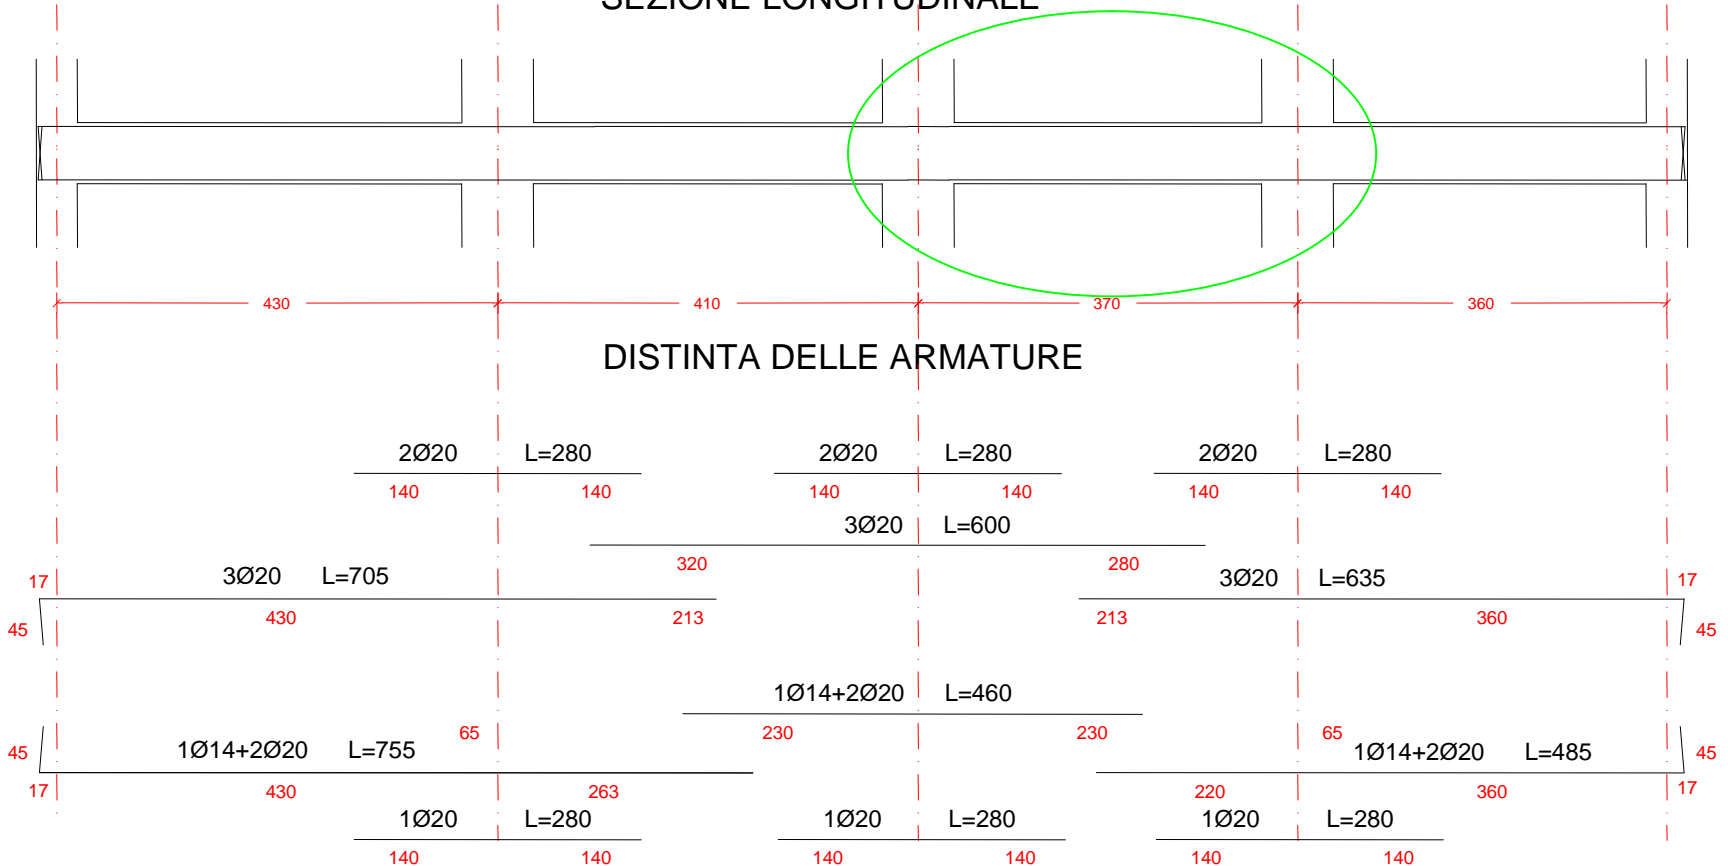 SEZIONE LONGITUDINALE
430 410 370 360
DISTINTA DELLE ARMATURE
2Ø20 L=280 2Ø20 L=280 2Ø20 L=280
140 140 140 140 140 140
3Ø20 L=600
320 280
17 3Ø20 L=705 3Ø20 L=635 17
430 213 213 360
45 45
1Ø14+2Ø20 L=460
65 230 230 65
45 1Ø14+2Ø20 L=755 1Ø14+2Ø20 L=485 45
17 430 263 220 360 17
1Ø20 L=280 1Ø20 L=280 1Ø20 L=280
140 140 140 140 140 140